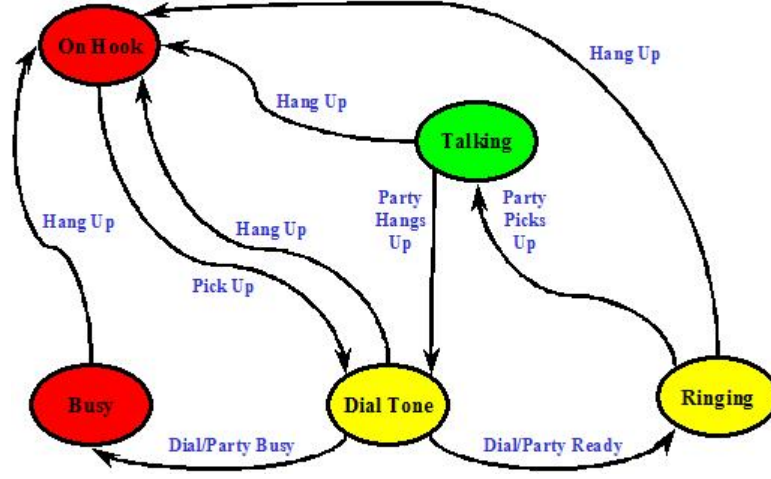 On Hook
Hang Up
Hang Up
Talking
Party
Hangs
Up
Party
Picks
Up
Hang Up
Hang Up
Pick Up
Busy
Dial Tone
Ringing
Dial/Party Busy
Dial/Party Ready